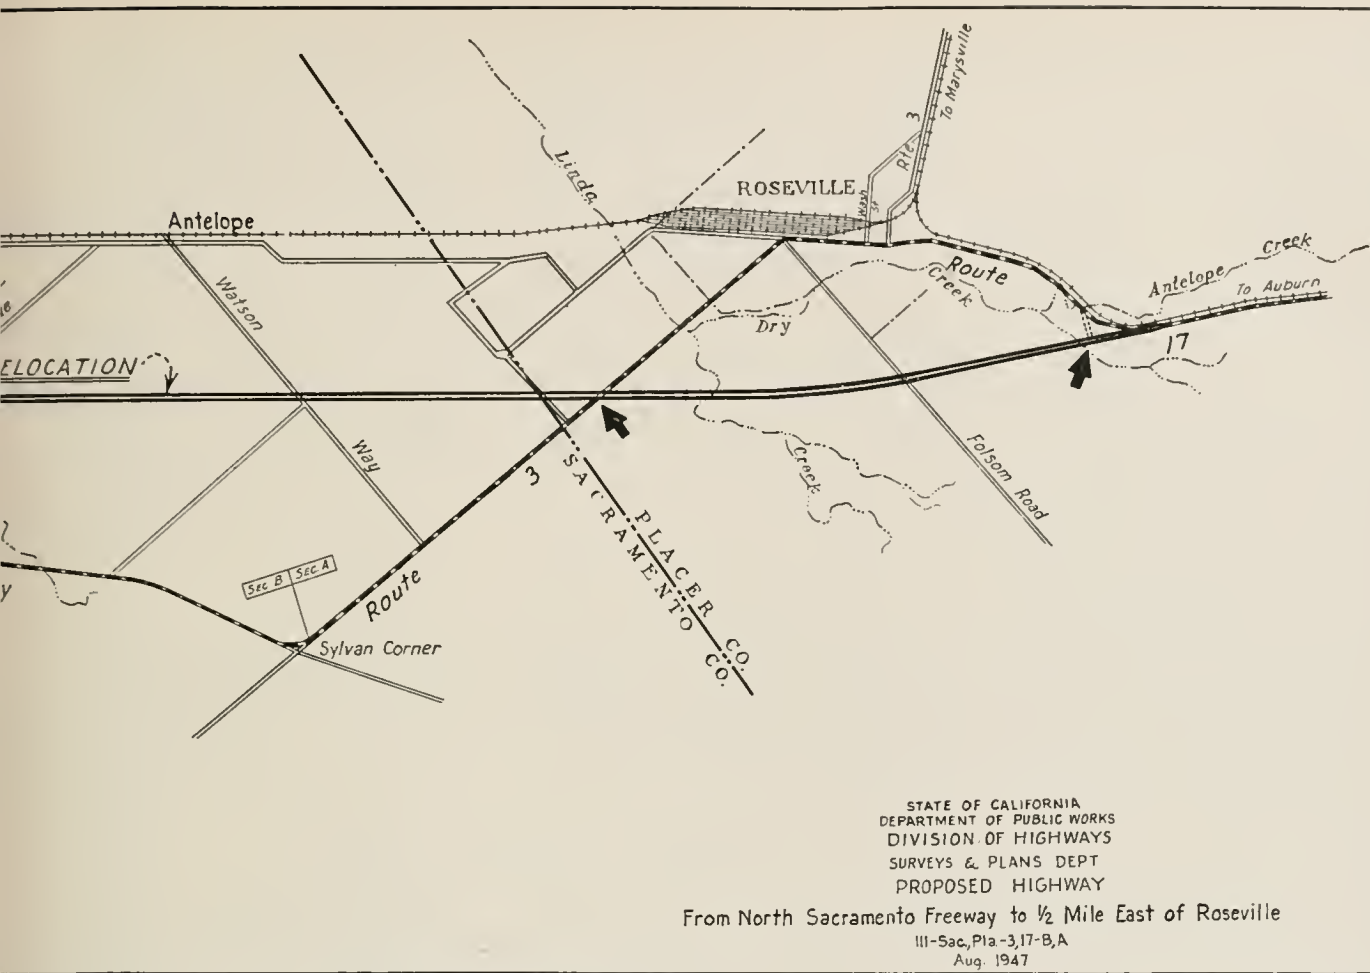 To Marysville
3
Rte
Linda
ROSEVILLE
Wash
St
Antelope
Creek
Antelope
To Auburn
Route
Creek
17
Watson
Dry
ELOCATION
Way
Creek
Folsom Road
3
SACRAMENTO CO.
PLACER CO.
SEC B
SEC A
Route
y
Sylvan Corner
STATE OF CALIFORNIA
DEPARTMENT OF PUBLIC WORKS
DIVISION OF HIGHWAYS
SURVEYS & PLANS DEPT
PROPOSED HIGHWAY
From North Sacramento Freeway to ½ Mile East of Roseville
III-Sac,Pla-3,17-B,A
Aug. 1947